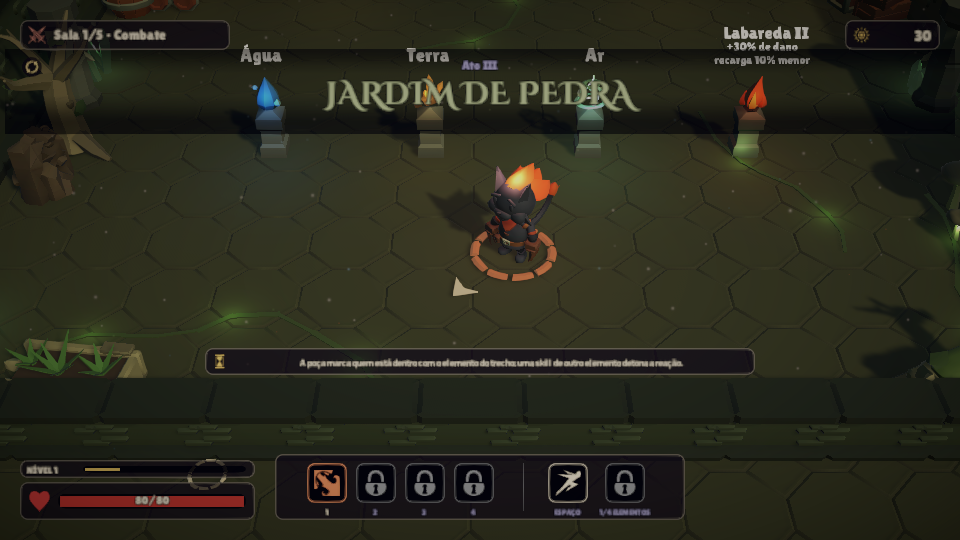 Sala 1/5 - Combate
Água
Terra
Ar
Labareda II
+30% de dano
recarga 10% menor
30
Ato III
JARDIM DE PEDRA
A poça marca quem está dentro com o elemento do trecho: uma skill de outro elemento detona a reação.
NÍVEL 1
80/80
1
2
3
4
ESPAÇO
1/4 ELEMENTOS